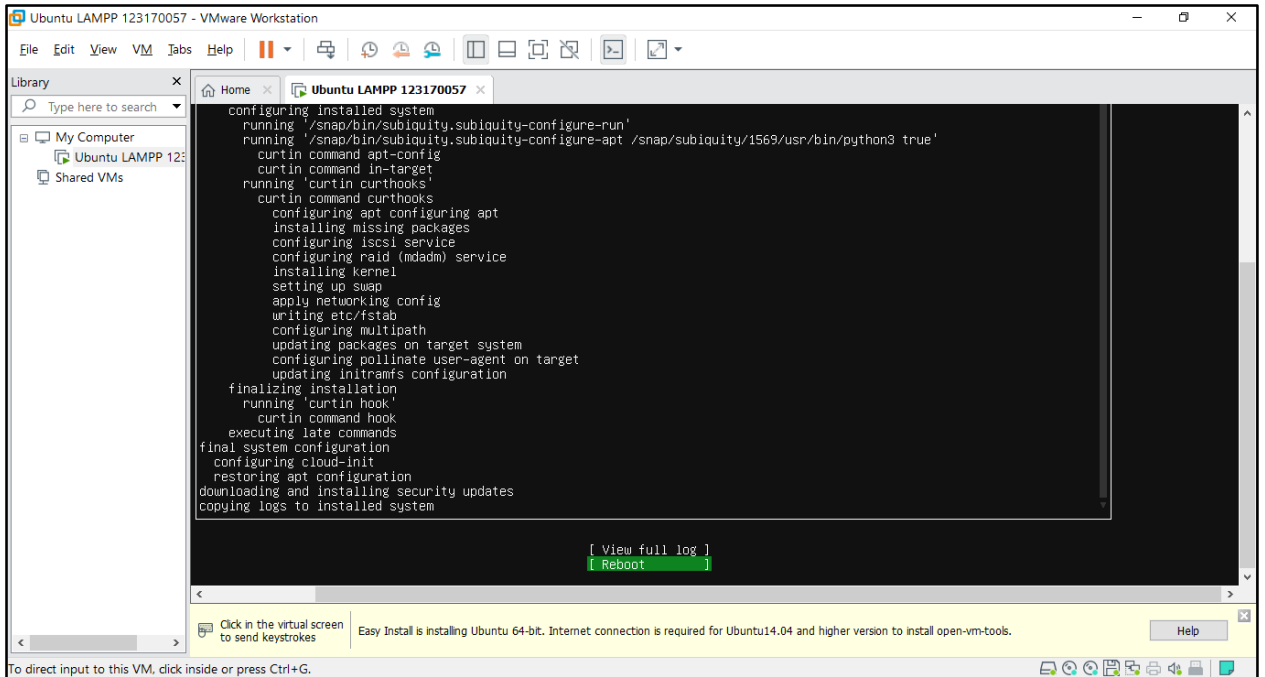 Ubuntu LAMPP 123170057 - VMware Workstation
File Edit View VM Tabs Help
Library
Type here to search
My Computer
Ubuntu LAMPP 123
Shared VMs
Home
Ubuntu LAMPP 123170057
configuring installed system
running '/snap/bin/subiquity.subiquity-configure-run'
running '/snap/bin/subiquity.subiquity-configure-apt /snap/subiquity/1569/usr/bin/python3 true'
curtin command apt-config
curtin command in-target
running 'curtin curthooks'
curtin command curthooks
configuring apt configuring apt
installing missing packages
configuring iscsi service
configuring raid (mdadm) service
installing kernel
setting up swap
apply networking config
writing etc/fstab
configuring multipath
updating packages on target system
configuring pollinate user-agent on target
updating initramfs configuration
finalizing installation
running 'curtin hook'
curtin command hook
executing late commands
final system configuration
configuring cloud-init
restoring apt configuration
downloading and installing security updates
copying logs to installed system
[ View full log ]
[ Reboot ]
Click in the virtual screen
to send keystrokes
Easy Install is installing Ubuntu 64-bit. Internet connection is required for Ubuntu14.04 and higher version to install open-vm-tools.
Help
To direct input to this VM, click inside or press Ctrl+G.